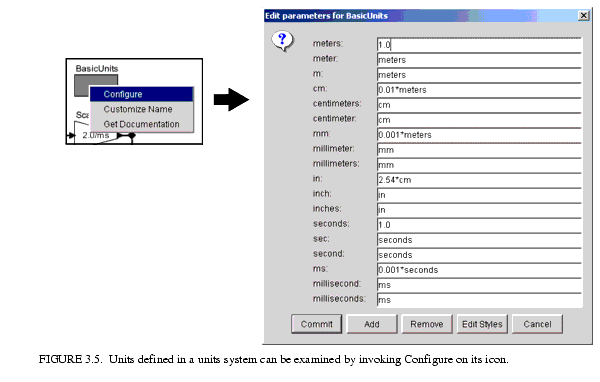 BasicUnits
Configure
Customize Name
Get Documentation
Sca
2.0/ms
Edit parameters for BasicUnits
?
meters: 1.0
meter: meters
m: meters
cm: 0.01*meters
centimeters: cm
centimeter: cm
mm: 0.001*meters
millimeter: mm
millimeters: mm
in: 2.54*cm
inch: in
inches: in
seconds: 1.0
sec: seconds
second: seconds
ms: 0.001*seconds
millisecond: ms
milliseconds: ms
Commit Add Remove Edit Styles Cancel
FIGURE 3.5. Units defined in a units system can be examined by invoking Configure on its icon.